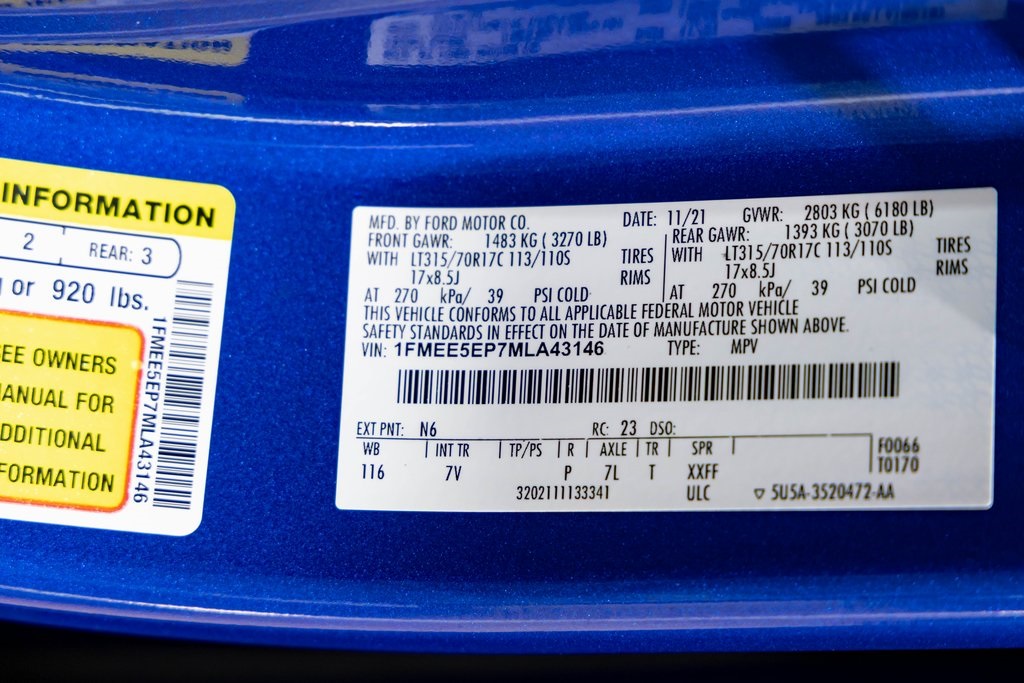 INFORMATION
2 REAR: 3
or 920 lbs.
SEE OWNERS
MANUAL FOR
ADDITIONAL
INFORMATION
1FMEE5EP7MLA43146
MFD. BY FORD MOTOR CO. DATE: 11/21 GVWR: 2803 KG ( 6180 LB)
FRONT GAWR: 1483 KG ( 3270 LB) REAR GAWR: 1393 KG ( 3070 LB)
WITH LT315/70R17C 113/110S TIRES WITH LT315/70R17C 113/110S TIRES
17x8.5J RIMS 17x8.5J RIMS
AT 270 kPa/ 39 PSI COLD AT 270 kPa/ 39 PSI COLD
THIS VEHICLE CONFORMS TO ALL APPLICABLE FEDERAL MOTOR VEHICLE
SAFETY STANDARDS IN EFFECT ON THE DATE OF MANUFACTURE SHOWN ABOVE.
VIN: 1FMEE5EP7MLA43146 TYPE: MPV
EXT PNT: N6 RC: 23 DSO:
WB INT TR TP/PS R AXLE TR SPR F0066
116 7V P 7L T XXFF T0170
3202111133341 ULC ▽ 5U5A-3520472-AA